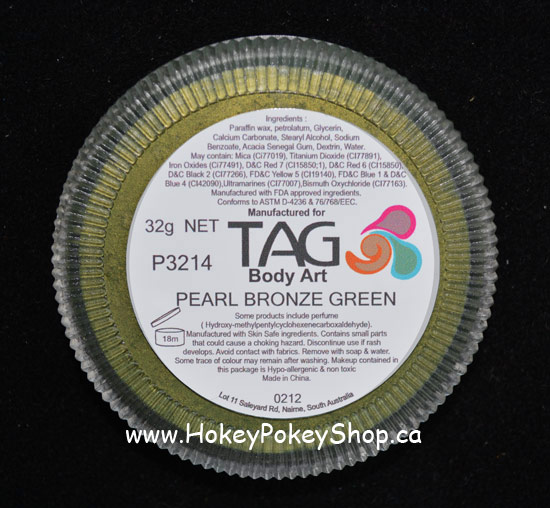 Ingredients :
Paraffin wax, petrolatum, Glycerin,
Calcium Carbonate, Stearyl Alcohol, Sodium
Benzoate, Acacia Senegal Gum, Dextrin, Water.
May contain: Mica (Ci77019), Titanium Dioxide (CI77891),
Iron Oxides (Ci77491), D&C Red 7 (CI15850;1), D&C Red 6 (CI15850),
D&C Black 2 (CI77266), FD&C Yellow 5 (CI19140), FD&C Blue 1 & D&C
Blue 4 (CI42090),Ultramarines (CI77007),Bismuth Orychloride (CI77163).
Manufactured with FDA approved ingredients.
Conforms to ASTM D-4236 & 76/768/EEC.
Manufactured for
32g NET
TAG
P3214
Body Art
PEARL BRONZE GREEN
Some products include perfume
( Hydroxy-methylpentylcyclohexenecarboxaldehyde).
18m
Manufactured with Skin Safe ingredients. Contains small parts
that could cause a choking hazard. Discontinue use if rash
develops. Avoid contact with fabrics. Remove with soap & water.
Some trace of colour may remain after washing. Makeup contained in
this package is Hypo-allergenic & non toxic
Made in China.
0212
Lot 11 Saleyard Rd, Nairne, South Australia
www.HokeyPokeyShop.ca